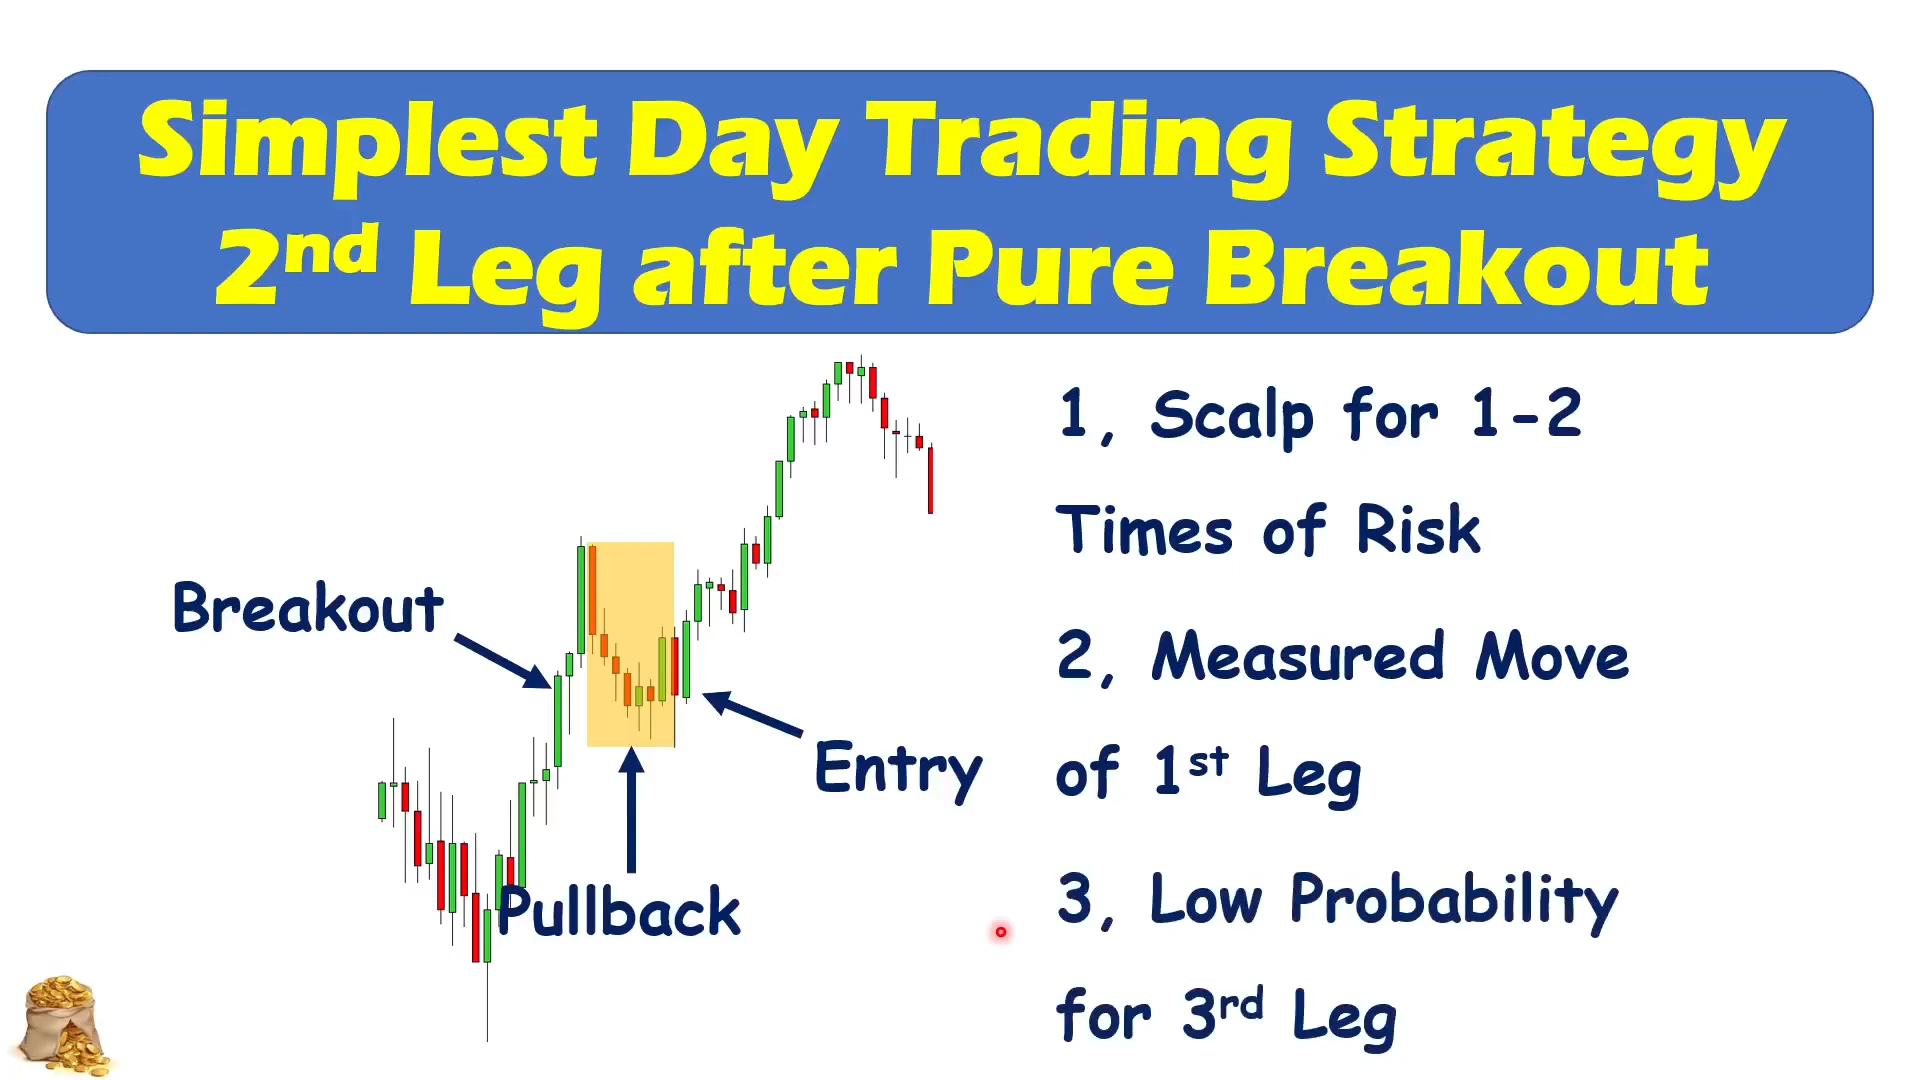 Simplest Day Trading Strategy
2nd Leg after Pure Breakout
1, Scalp for 1-2
Times of Risk
Breakout
2, Measured Move
Entry
of 1st Leg
Pullback
3, Low Probability
for 3rd Leg